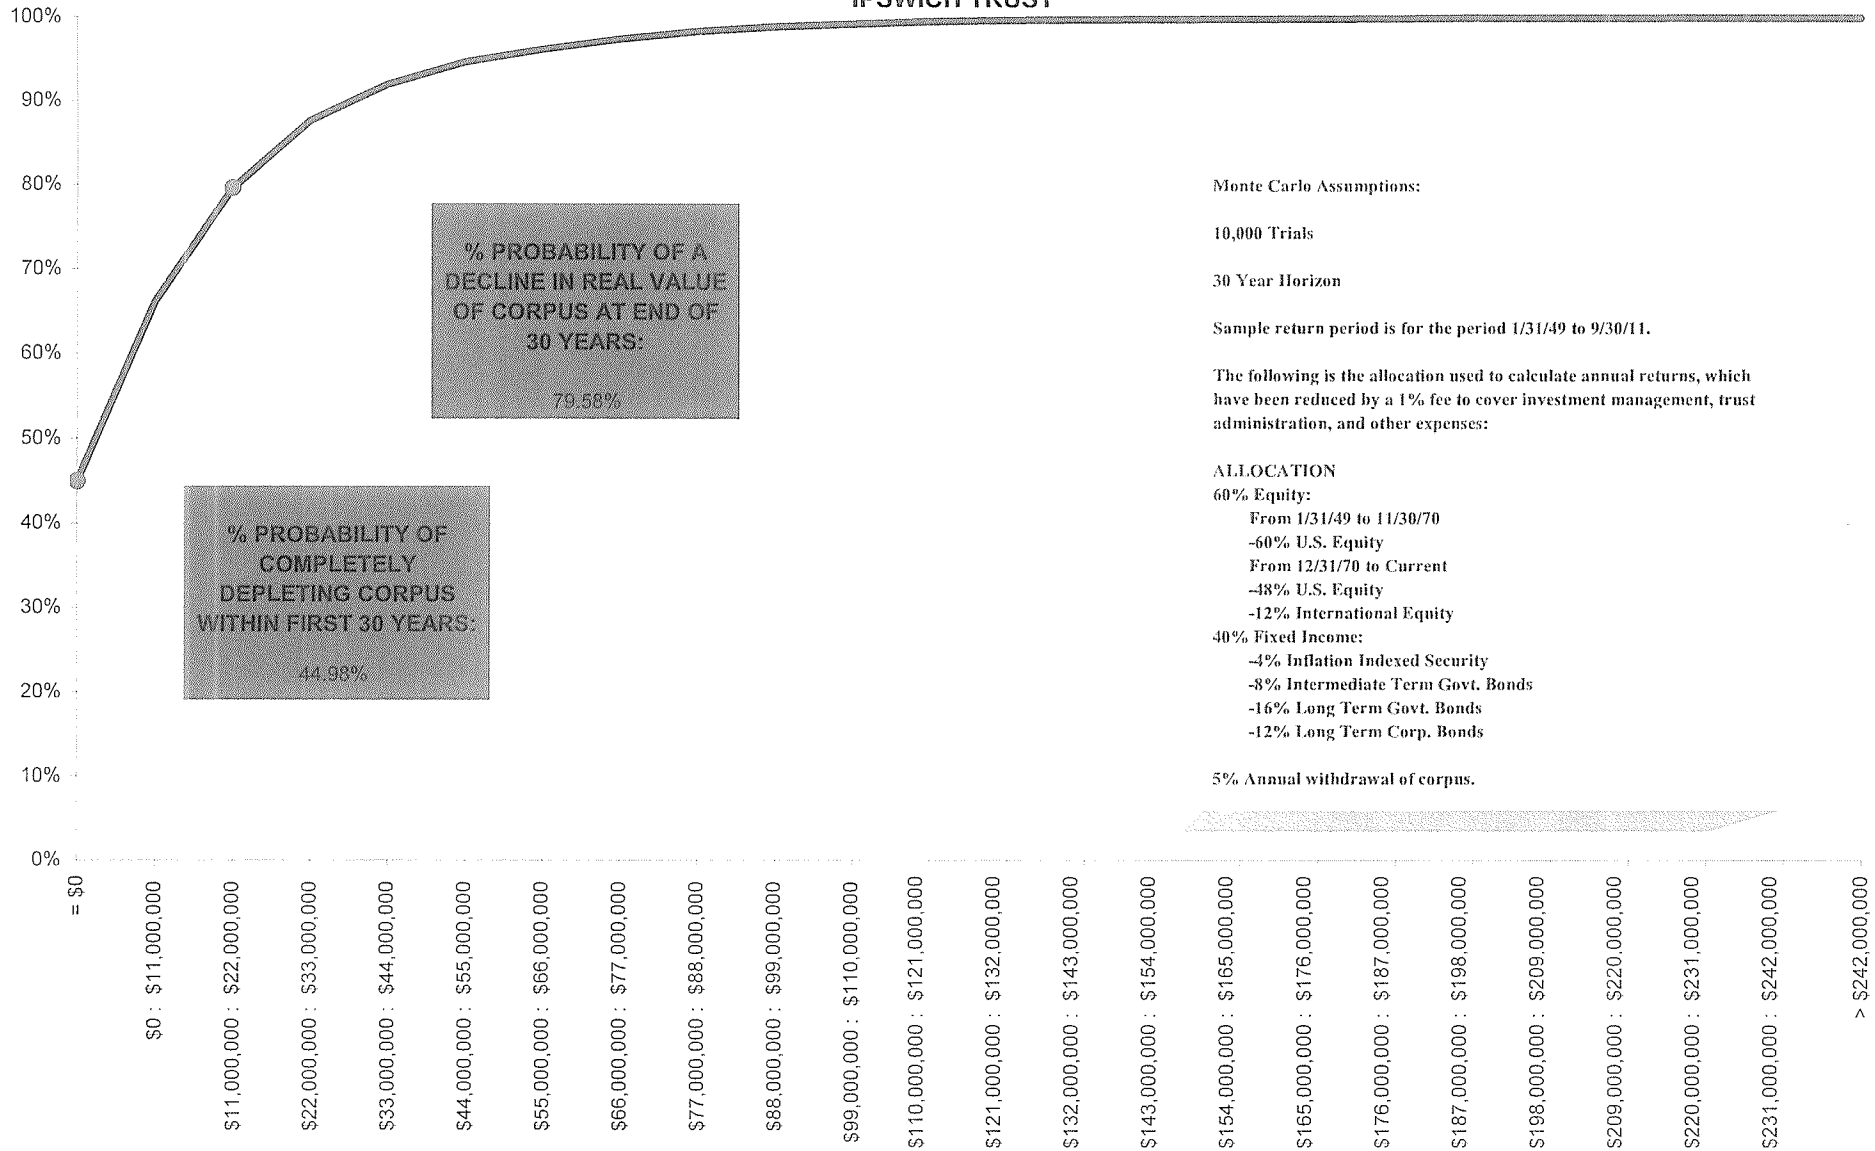 IPSWICH TRUST
100%
90%
80%
70%
60%
50%
40%
30%
20%
10%
0%
% PROBABILITY OF A
DECLINE IN REAL VALUE
OF CORPUS AT END OF
30 YEARS:
79.58%
% PROBABILITY OF
COMPLETELY
DEPLETING CORPUS
WITHIN FIRST 30 YEARS:
44.98%
Monte Carlo Assumptions:
10,000 Trials
30 Year Horizon
Sample return period is for the period 1/31/49 to 9/30/11.
The following is the allocation used to calculate annual returns, which
have been reduced by a 1% fee to cover investment management, trust
administration, and other expenses:
ALLOCATION
60% Equity:
From 1/31/49 to 11/30/70
-60% U.S. Equity
From 12/31/70 to Current
-48% U.S. Equity
-12% International Equity
40% Fixed Income:
-4% Inflation Indexed Security
-8% Intermediate Term Govt. Bonds
-16% Long Term Govt. Bonds
-12% Long Term Corp. Bonds
5% Annual withdrawal of corpus.
= $0
$0 : $11,000,000
$11,000,000 : $22,000,000
$22,000,000 : $33,000,000
$33,000,000 : $44,000,000
$44,000,000 : $55,000,000
$55,000,000 : $66,000,000
$66,000,000 : $77,000,000
$77,000,000 : $88,000,000
$88,000,000 : $99,000,000
$99,000,000 : $110,000,000
$110,000,000 : $121,000,000
$121,000,000 : $132,000,000
$132,000,000 : $143,000,000
$143,000,000 : $154,000,000
$154,000,000 : $165,000,000
$165,000,000 : $176,000,000
$176,000,000 : $187,000,000
$187,000,000 : $198,000,000
$198,000,000 : $209,000,000
$209,000,000 : $220,000,000
$220,000,000 : $231,000,000
$231,000,000 : $242,000,000
> $242,000,000